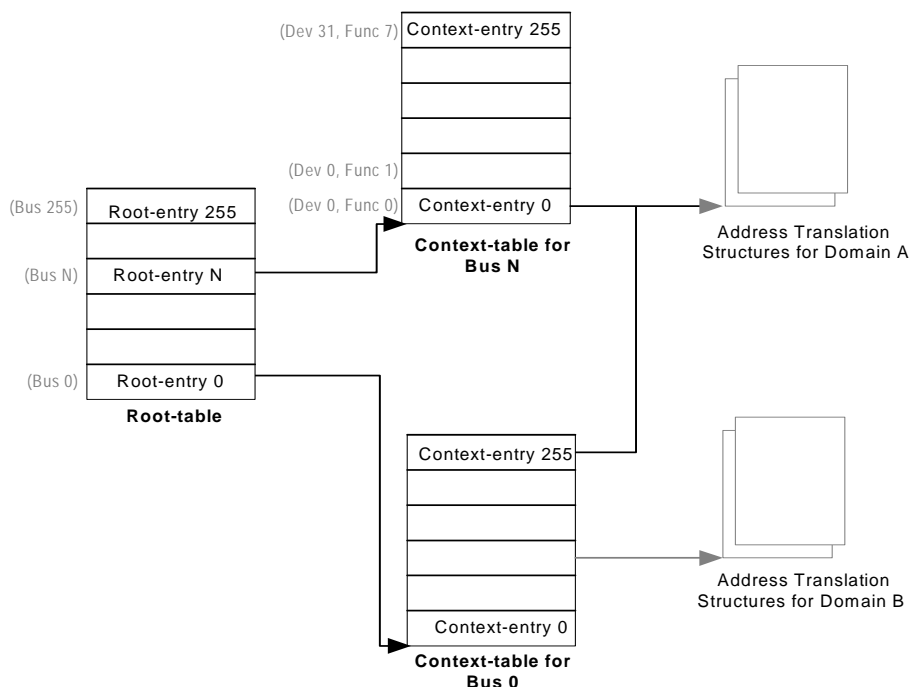 (Dev 31, Func 7)
Context-entry 255
(Dev 0, Func 1)
(Dev 0, Func 0)
Context-entry 0
Context-table for
Bus N
(Bus 255)
Root-entry 255
(Bus N)
Root-entry N
(Bus 0)
Root-entry 0
Root-table
Address Translation
Structures for Domain A
Context-entry 255
Context-entry 0
Context-table for
Bus 0
Address Translation
Structures for Domain B